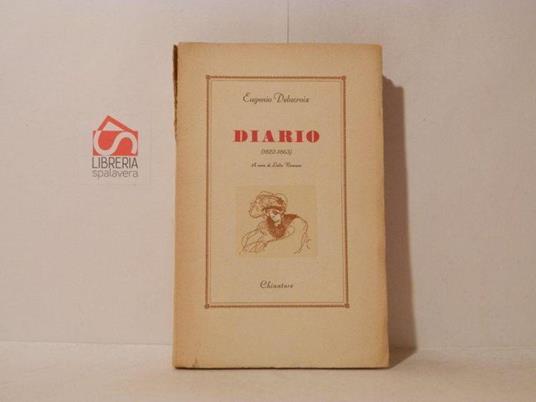 LIBRERIA
spalavera
Eugenio Delacroix
DIARIO
(1822-1863)
A cura di Lalla Romano
Chiantore